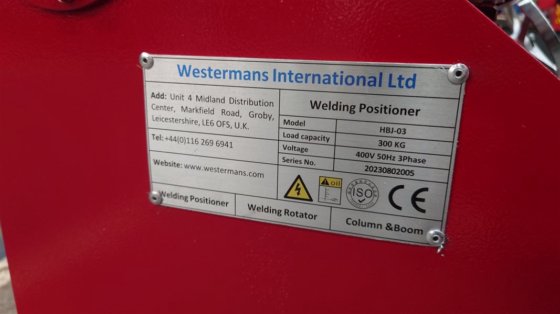 Westermans International Ltd
Add: Unit 4 Midland Distribution
Center, Markfield Road, Groby,
Leicestershire, LE6 OFS, U.K.
Tel: +44(0)116 269 6941
Website: www.westermans.com
Welding Positioner
Model HBJ-03
Load capacity 300 KG
Voltage 400V 50Hz 3Phase
Series No. 20230802005
oil
ISO
CE
Welding Positioner Welding Rotator Column &Boom